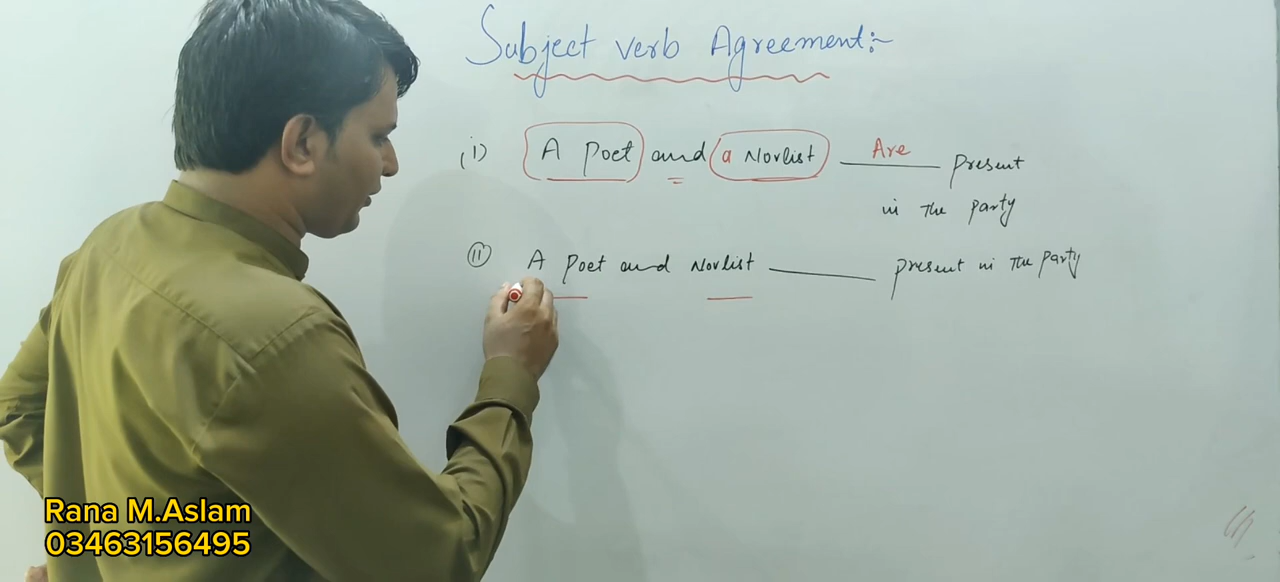 Subject verb Agreement:-
(i) A Poet and a Novlist Are present
in The party
(ii) A Poet and Novlist ______ present in The party
Rana M.Aslam
03463156495